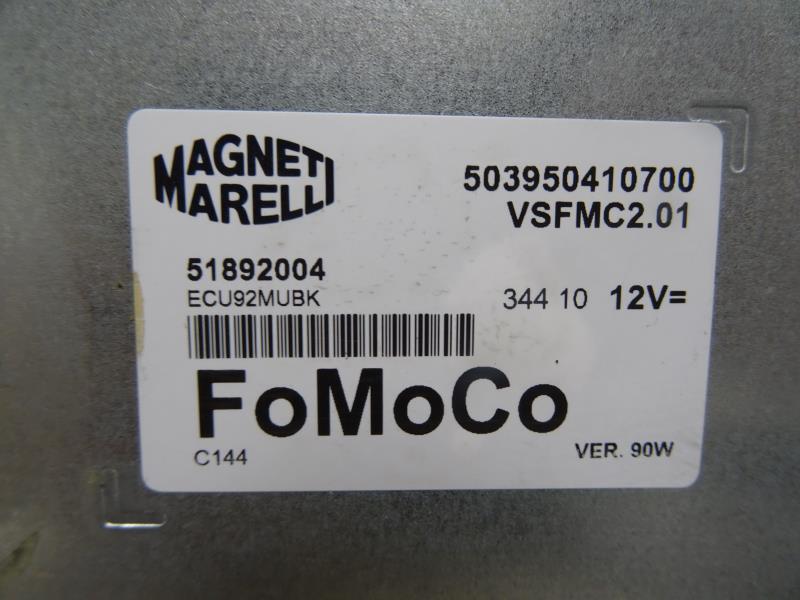 MAGNETI
MARELLI
503950410700
VSFMC2.01
51892004
ECU92MUBK
344 10 12V=
FoMoCo
C144
VER. 90W